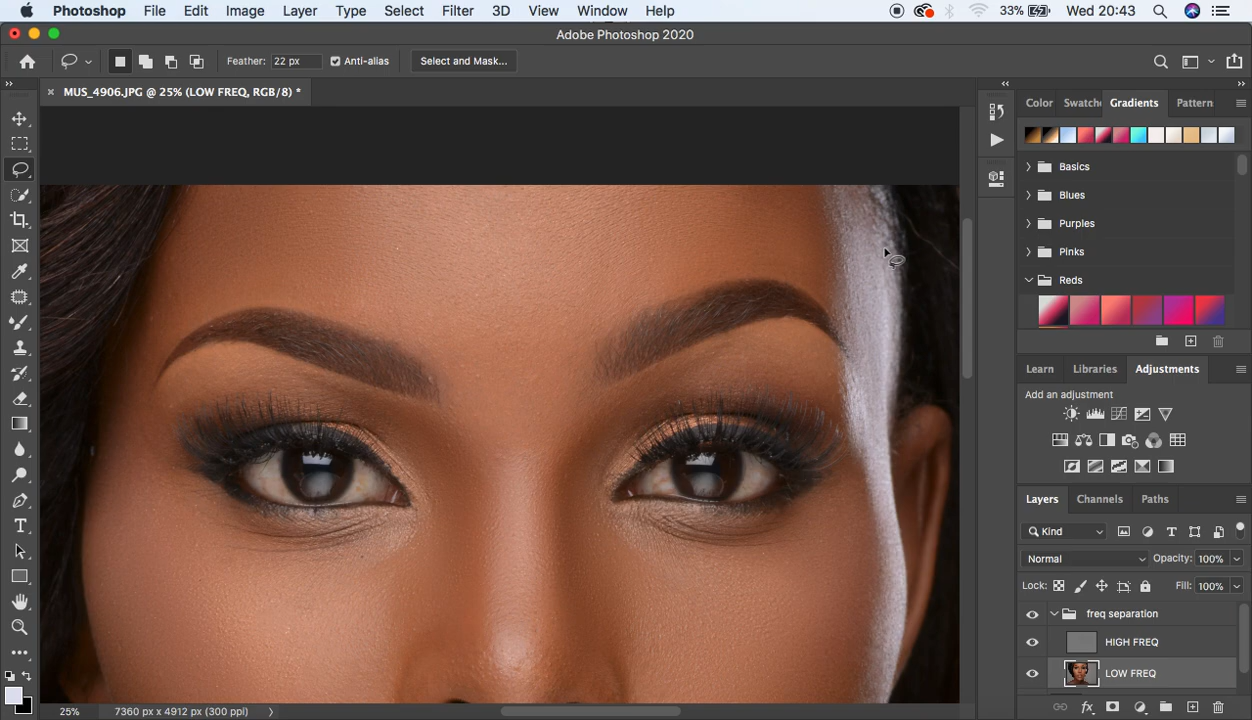 Photoshop File Edit Image Layer Type Select Filter 3D View Window Help 33% Wed 20:43
Adobe Photoshop 2020
Feather: 22 px Anti-alias Select and Mask...
MUS_4906.JPG @ 25% (LOW FREQ, RGB/8) *
Color Swatche Gradients Pattern
Basics
Blues
Purples
Pinks
Reds
Learn Libraries Adjustments
Add an adjustment
Layers Channels Paths
Kind
Normal Opacity: 100%
Lock: Fill: 100%
freq separation
HIGH FREQ
LOW FREQ
25% 7360 px x 4912 px (300 ppi)